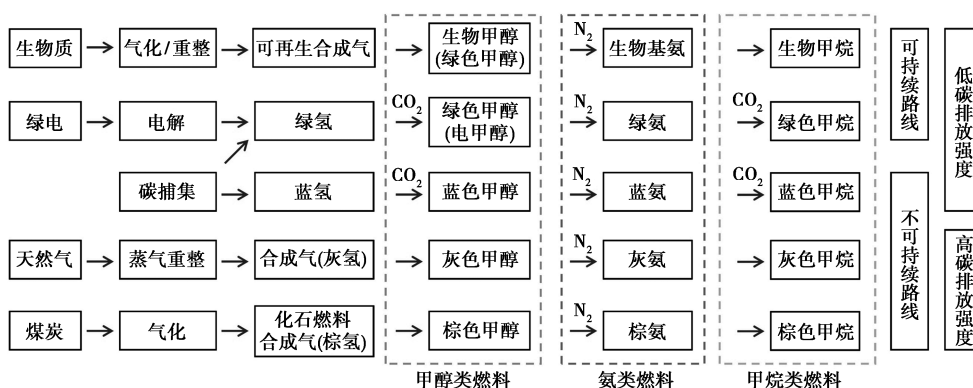 生物质
气化/重整
可再生合成气
生物甲醇
(绿色甲醇)
N₂
生物基氨
生物甲烷
绿电
电解
绿氢
CO₂
绿色甲醇
(电甲醇)
N₂
绿氨
CO₂
绿色甲烷
碳捕集
蓝氢
CO₂
蓝色甲醇
N₂
蓝氨
CO₂
蓝色甲烷
天然气
蒸气重整
合成气(灰氢)
灰色甲醇
N₂
灰氨
灰色甲烷
煤炭
气化
化石燃料
合成气(棕氢)
棕色甲醇
N₂
棕氨
棕色甲烷
可持续路线
不可持续路线
低碳排放强度
高碳排放强度
甲醇类燃料
氨类燃料
甲烷类燃料